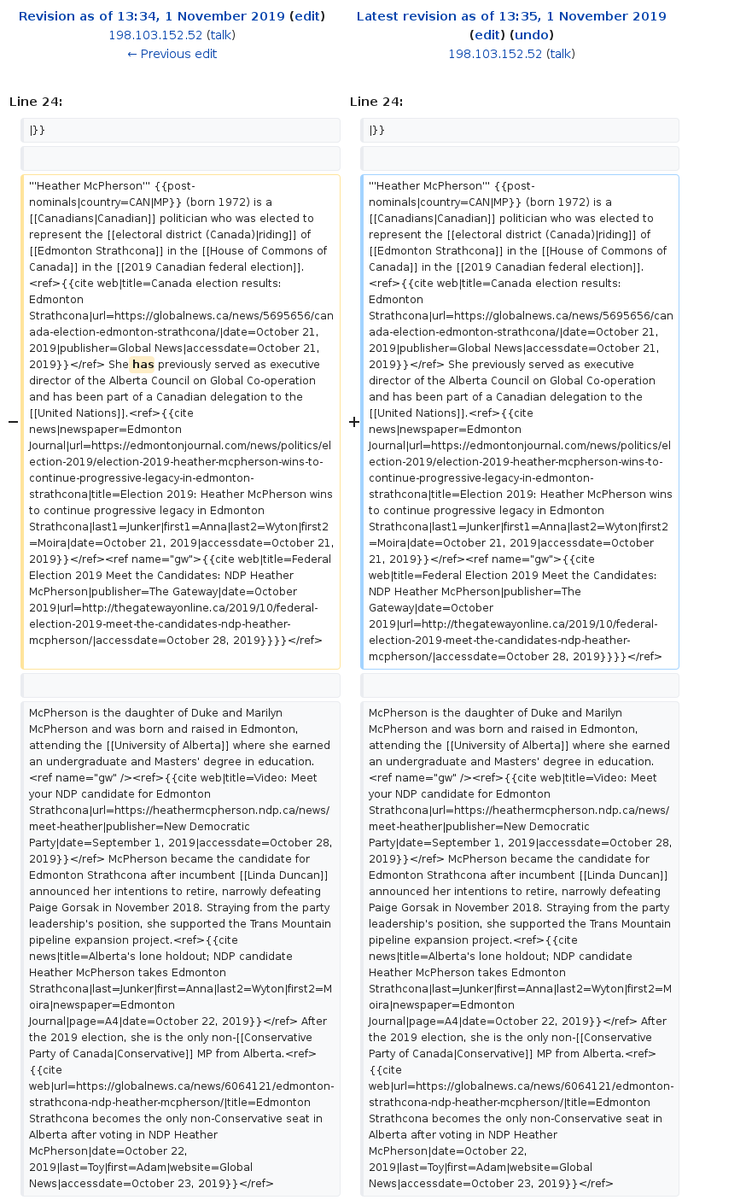 Revision as of 13:34, 1 November 2019 (edit)
198.103.152.52 (talk)
← Previous edit
Line 24:
|}}
'''Heather McPherson''' {{post-
nominals|country=CAN|MP}} (born 1972) is a
[[Canadians|Canadian]] politician who was elected to
represent the [[electoral district (Canada)|riding]] of
[[Edmonton Strathcona]] in the [[House of Commons of
Canada]] in the [[2019 Canadian federal election]].
<ref>{{cite web|title=Canada election results:
Edmonton
Strathcona|url=https://globalnews.ca/news/5695656/can
ada-election-edmonton-strathcona/|date=October 21,
2019|publisher=Global News|accessdate=October 21,
2019}}</ref> She has previously served as executive
director of the Alberta Council on Global Co-operation
and has been part of a Canadian delegation to the
[[United Nations]].<ref>{{cite
−
news|newspaper=Edmonton
Journal|url=https://edmontonjournal.com/news/politics/el
ection-2019/election-2019-heather-mcpherson-wins-to-
continue-progressive-legacy-in-edmonton-
strathcona|title=Election 2019: Heather McPherson wins
to continue progressive legacy in Edmonton
Strathcona|last1=Junker|first1=Anna|last2=Wyton|first2
=Moira|date=October 21, 2019|accessdate=October 21,
2019}}</ref><ref name="gw">{{cite web|title=Federal
Election 2019 Meet the Candidates: NDP Heather
McPherson|publisher=The Gateway|date=October
2019|url=http://thegatewayonline.ca/2019/10/federal-
election-2019-meet-the-candidates-ndp-heather-
mcpherson/|accessdate=October 28, 2019}}}}</ref>
McPherson is the daughter of Duke and Marilyn
McPherson and was born and raised in Edmonton,
attending the [[University of Alberta]] where she earned
an undergraduate and Masters' degree in education.
<ref name="gw" /><ref>{{cite web|title=Video: Meet
your NDP candidate for Edmonton
Strathcona|url=https://heathermcpherson.ndp.ca/news/
meet-heather|publisher=New Democratic
Party|date=September 1, 2019|accessdate=October 28,
2019}}</ref> McPherson became the candidate for
Edmonton Strathcona after incumbent [[Linda Duncan]]
announced her intentions to retire, narrowly defeating
Paige Gorsak in November 2018. Straying from the party
leadership's position, she supported the Trans Mountain
pipeline expansion project.<ref>{{cite
news|title=Alberta's lone holdout; NDP candidate
Heather McPherson takes Edmonton
Strathcona|last=Junker|first=Anna|last2=Wyton|first2=M
oira|newspaper=Edmonton
Journal|page=A4|date=October 22, 2019}}</ref> After
the 2019 election, she is the only non-[[Conservative
Party of Canada|Conservative]] MP from Alberta.<ref>
{{cite
web|url=https://globalnews.ca/news/6064121/edmonton-
strathcona-ndp-heather-mcpherson/|title=Edmonton
Strathcona becomes the only non-Conservative seat in
Alberta after voting in NDP Heather
McPherson|date=October 22,
2019|last=Toy|first=Adam|website=Global
News|accessdate=October 23, 2019}}</ref>
Latest revision as of 13:35, 1 November 2019
(edit) (undo)
198.103.152.52 (talk)
Line 24:
|}}
'''Heather McPherson''' {{post-
nominals|country=CAN|MP}} (born 1972) is a
[[Canadians|Canadian]] politician who was elected to
represent the [[electoral district (Canada)|riding]] of
[[Edmonton Strathcona]] in the [[House of Commons of
Canada]] in the [[2019 Canadian federal election]].
<ref>{{cite web|title=Canada election results:
Edmonton
Strathcona|url=https://globalnews.ca/news/5695656/can
ada-election-edmonton-strathcona/|date=October 21,
2019|publisher=Global News|accessdate=October 21,
2019}}</ref> She previously served as executive
director of the Alberta Council on Global Co-operation
and has been part of a Canadian delegation to the
[[United Nations]].<ref>{{cite
+
news|newspaper=Edmonton
Journal|url=https://edmontonjournal.com/news/politics/el
ection-2019/election-2019-heather-mcpherson-wins-to-
continue-progressive-legacy-in-edmonton-
strathcona|title=Election 2019: Heather McPherson wins
to continue progressive legacy in Edmonton
Strathcona|last1=Junker|first1=Anna|last2=Wyton|first2
=Moira|date=October 21, 2019|accessdate=October
21, 2019}}</ref><ref name="gw">{{cite
web|title=Federal Election 2019 Meet the Candidates:
NDP Heather McPherson|publisher=The
Gateway|date=October
2019|url=http://thegatewayonline.ca/2019/10/federal-
election-2019-meet-the-candidates-ndp-heather-
mcpherson/|accessdate=October 28, 2019}}}}</ref>
McPherson is the daughter of Duke and Marilyn
McPherson and was born and raised in Edmonton,
attending the [[University of Alberta]] where she earned
an undergraduate and Masters' degree in education.
<ref name="gw" /><ref>{{cite web|title=Video: Meet
your NDP candidate for Edmonton
Strathcona|url=https://heathermcpherson.ndp.ca/news/
meet-heather|publisher=New Democratic
Party|date=September 1, 2019|accessdate=October 28,
2019}}</ref> McPherson became the candidate for
Edmonton Strathcona after incumbent [[Linda Duncan]]
announced her intentions to retire, narrowly defeating
Paige Gorsak in November 2018. Straying from the party
leadership's position, she supported the Trans Mountain
pipeline expansion project.<ref>{{cite
news|title=Alberta's lone holdout; NDP candidate
Heather McPherson takes Edmonton
Strathcona|last=Junker|first=Anna|last2=Wyton|first2=M
oira|newspaper=Edmonton
Journal|page=A4|date=October 22, 2019}}</ref> After
the 2019 election, she is the only non-[[Conservative
Party of Canada|Conservative]] MP from Alberta.<ref>
{{cite
web|url=https://globalnews.ca/news/6064121/edmonton-
strathcona-ndp-heather-mcpherson/|title=Edmonton
Strathcona becomes the only non-Conservative seat in
Alberta after voting in NDP Heather
McPherson|date=October 22,
2019|last=Toy|first=Adam|website=Global
News|accessdate=October 23, 2019}}</ref>